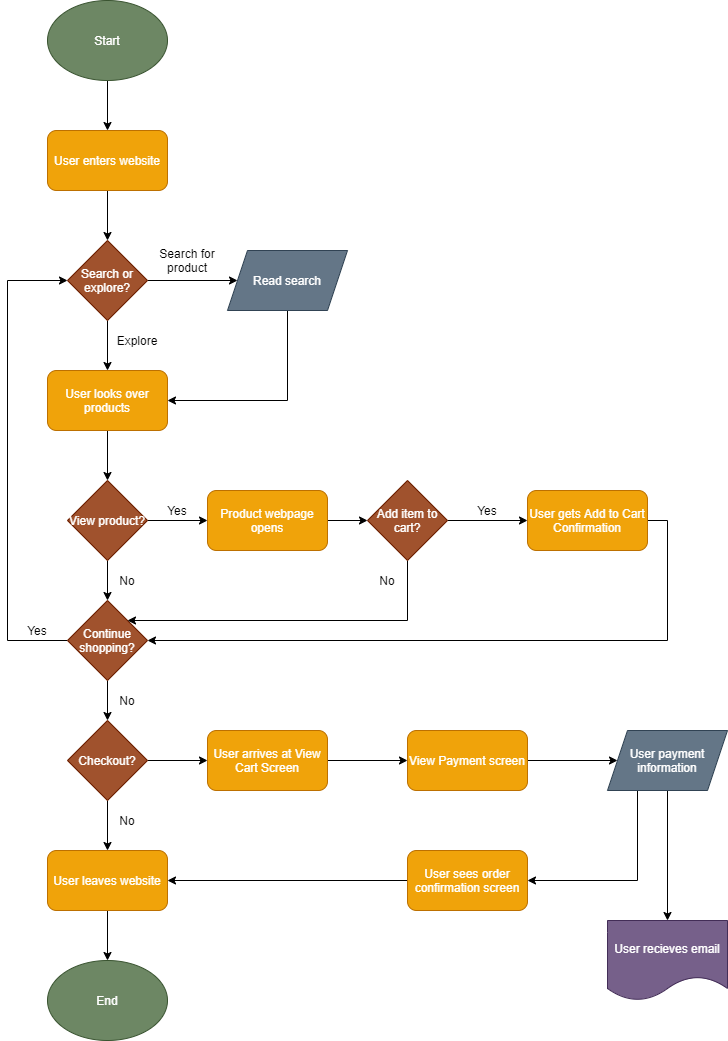 Start
User enters website
Search for
product
Search or
explore?
Read search
Explore
User looks over
products
View product?
Yes
Product webpage
opens
Add item to
cart?
Yes
User gets Add to Cart
Confirmation
No
No
Yes
Continue
shopping?
No
Checkout?
User arrives at View
Cart Screen
View Payment screen
User payment
information
No
User leaves website
User sees order
confirmation screen
User recieves email
End